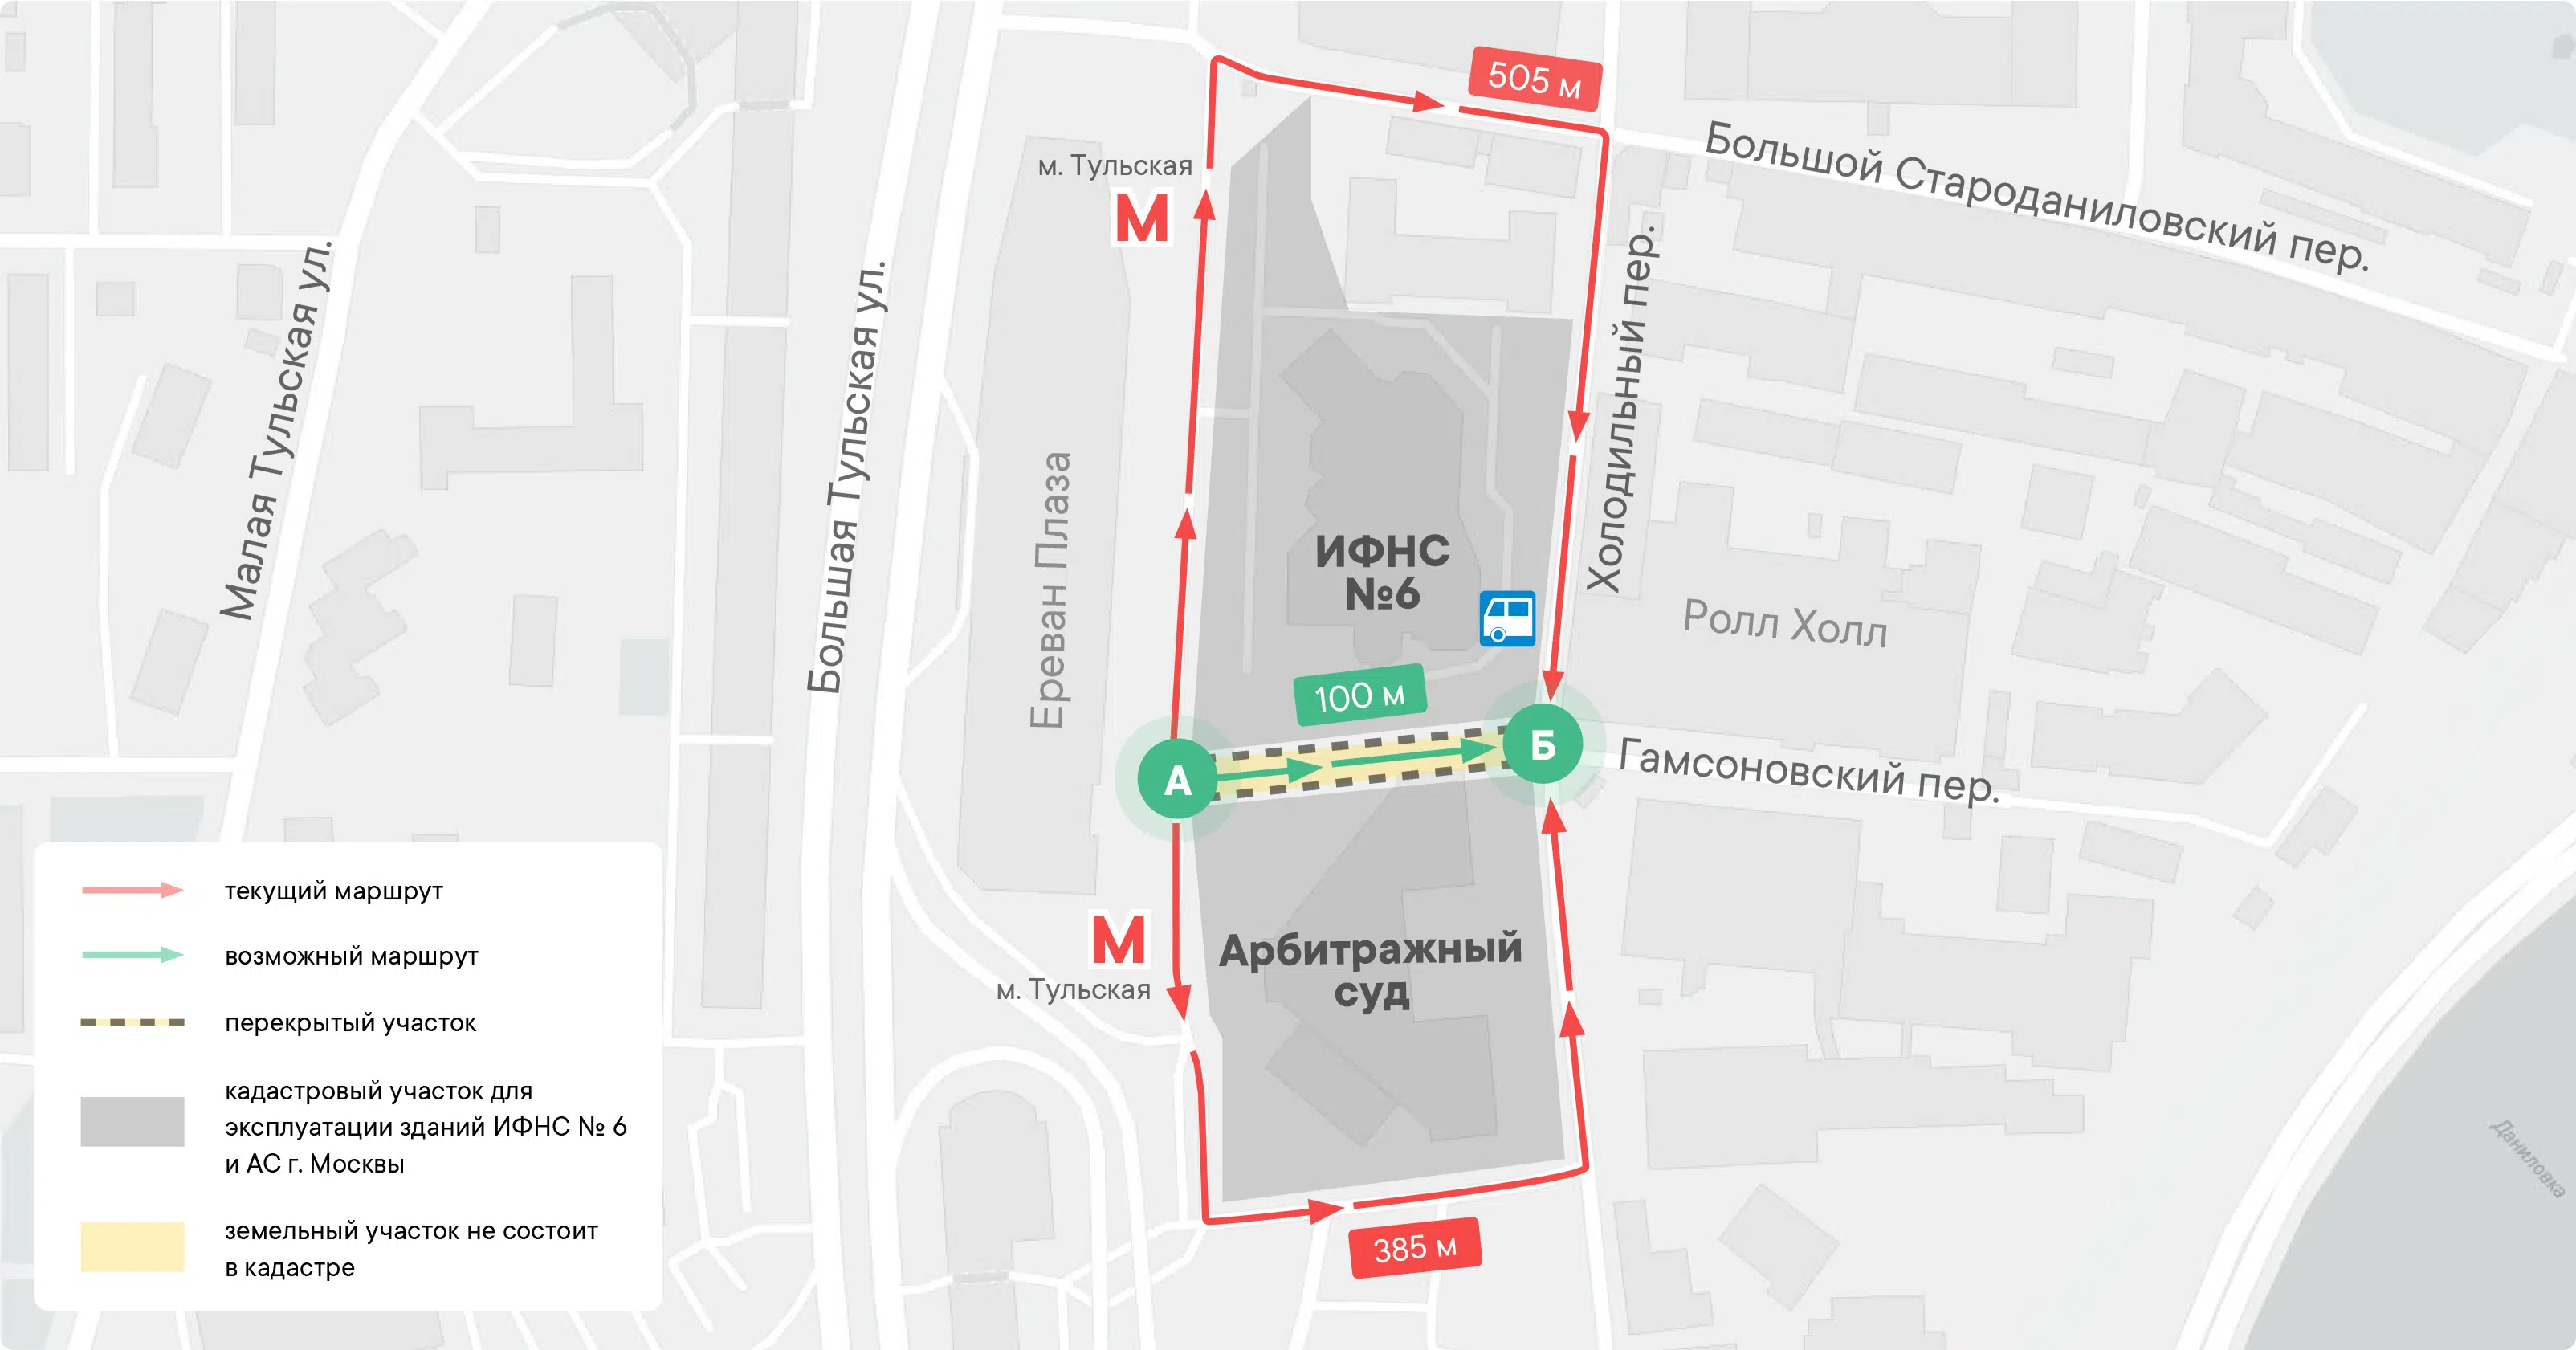 505 м
Большой Староданиловский пер.
м. Тульская
М
Малая Тульская ул.
Большая Тульская ул.
Ереван Плаза
Холодильный пер.
ИФНС
№6
Ролл Холл
100 м
А
Б
Гамсоновский пер.
М
м. Тульская
Арбитражный
суд
385 м
Даниловка
текущий маршрут
возможный маршрут
перекрытый участок
кадастровый участок для
эксплуатации зданий ИФНС № 6
и АС г. Москвы
земельный участок не состоит
в кадастре